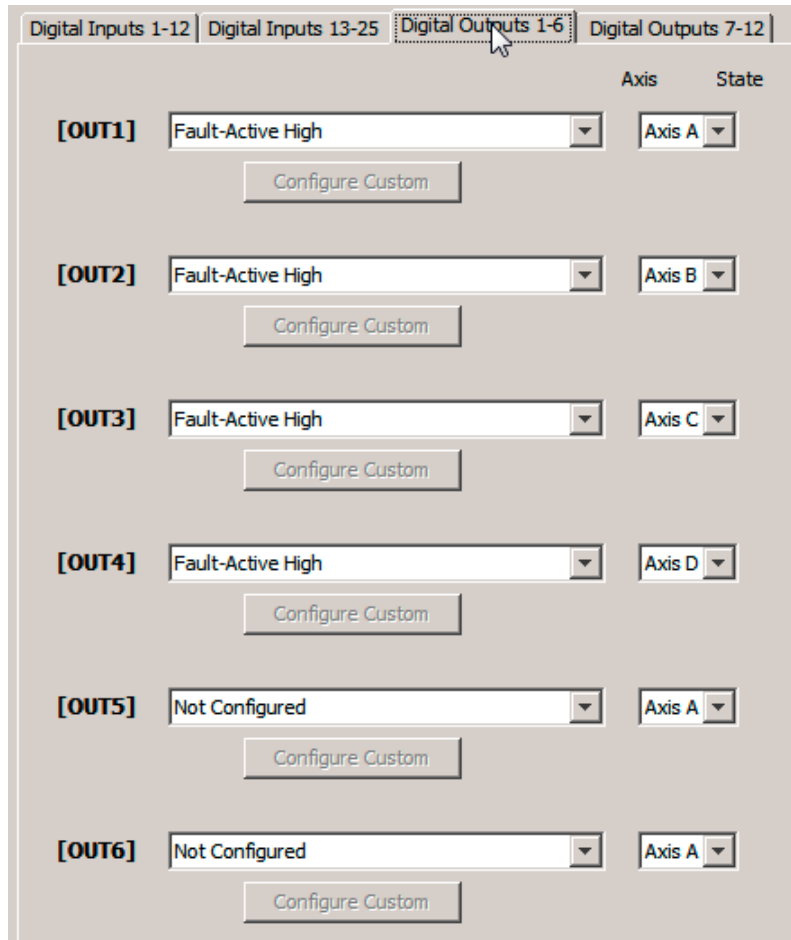 Digital Inputs 1-12 Digital Inputs 13-25 Digital Outputs 1-6 Digital Outputs 7-12
Axis State
[OUT1] Fault-Active High Axis A
Configure Custom
[OUT2] Fault-Active High Axis B
Configure Custom
[OUT3] Fault-Active High Axis C
Configure Custom
[OUT4] Fault-Active High Axis D
Configure Custom
[OUT5] Not Configured Axis A
Configure Custom
[OUT6] Not Configured Axis A
Configure Custom